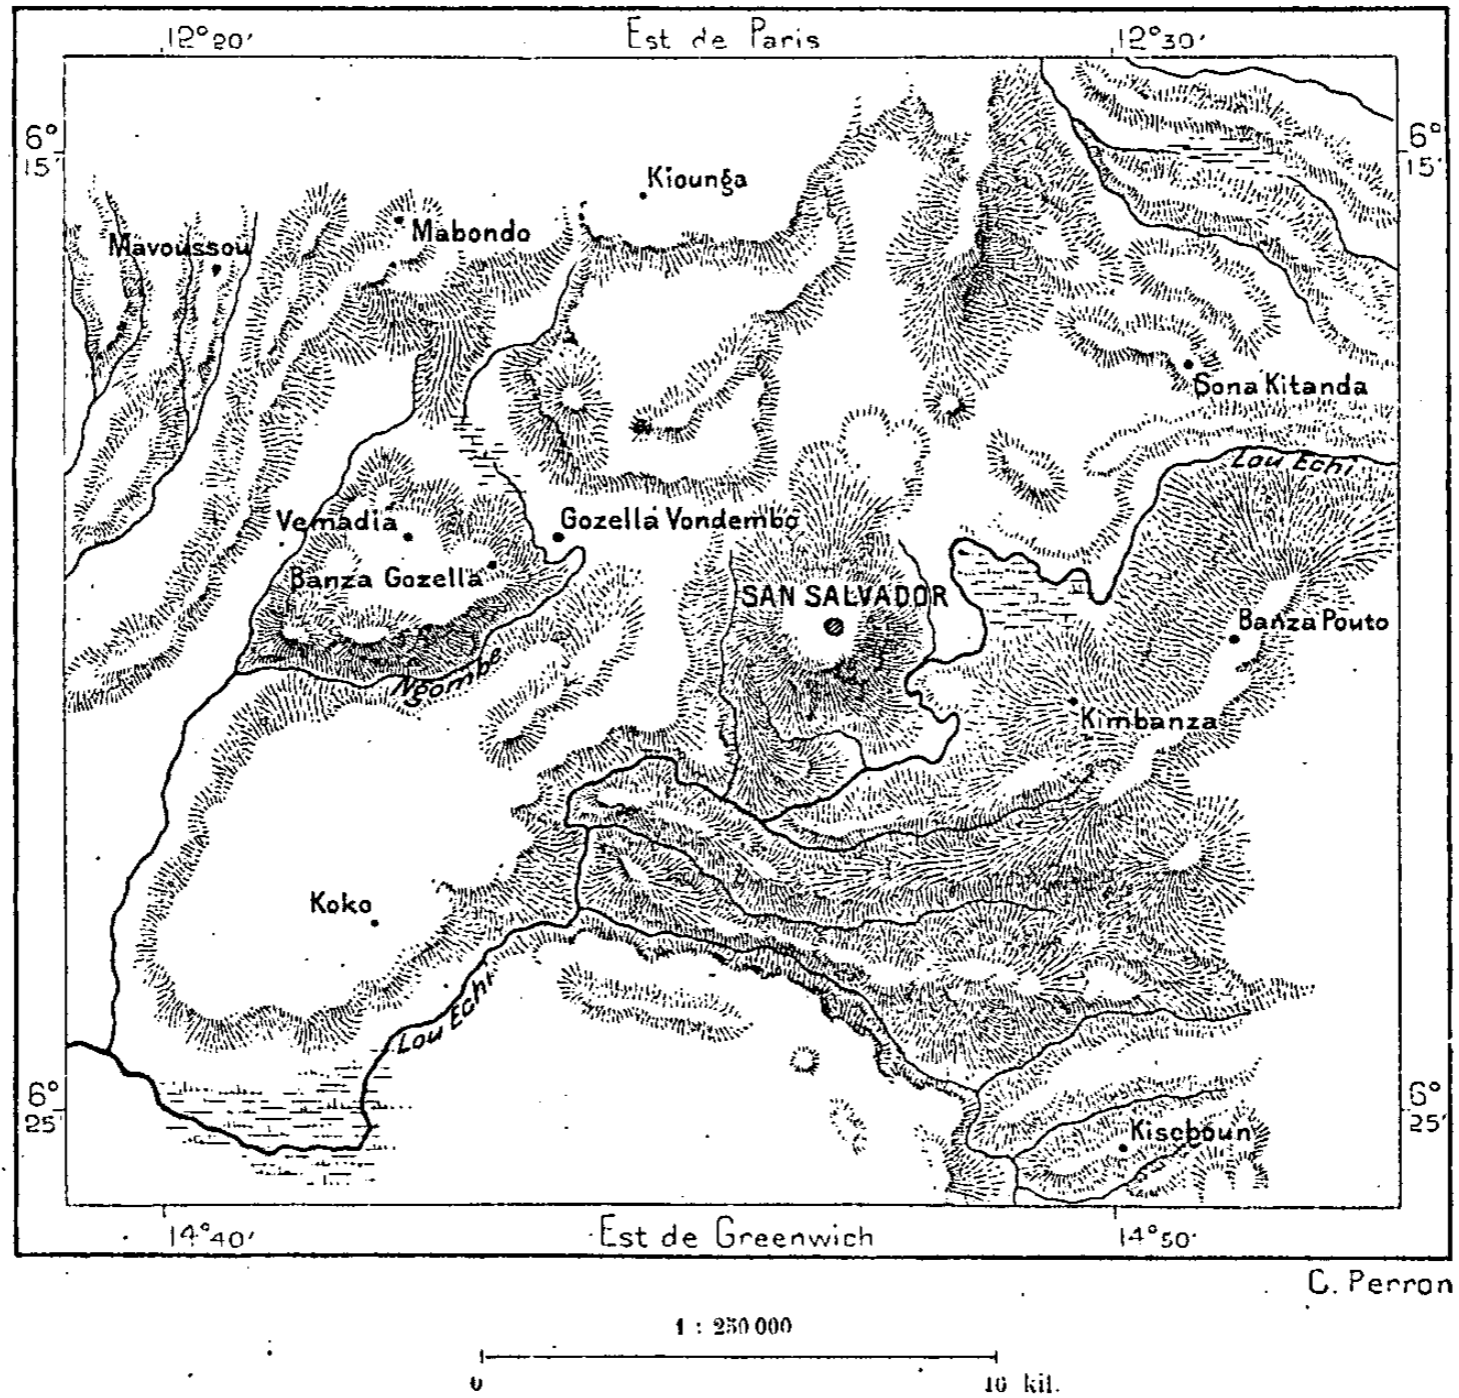 12°20' Est de Paris 12°30'
6° 6°
15' 15'
Kiounga
Mabondo
Mavoussou
Sona Kitanda
Lou Echi
Vemadia Gozella Vondembo
Banza Gozella
SAN SALVADOR
Banza Pouto
Ngombe
Kimbanza
Koko
Lou Echi
6° 6°
25' 25'
Kiseboun
14°40' Est de Greenwich 14°50'
C. Perron
1 : 250 000
0 10 kil.